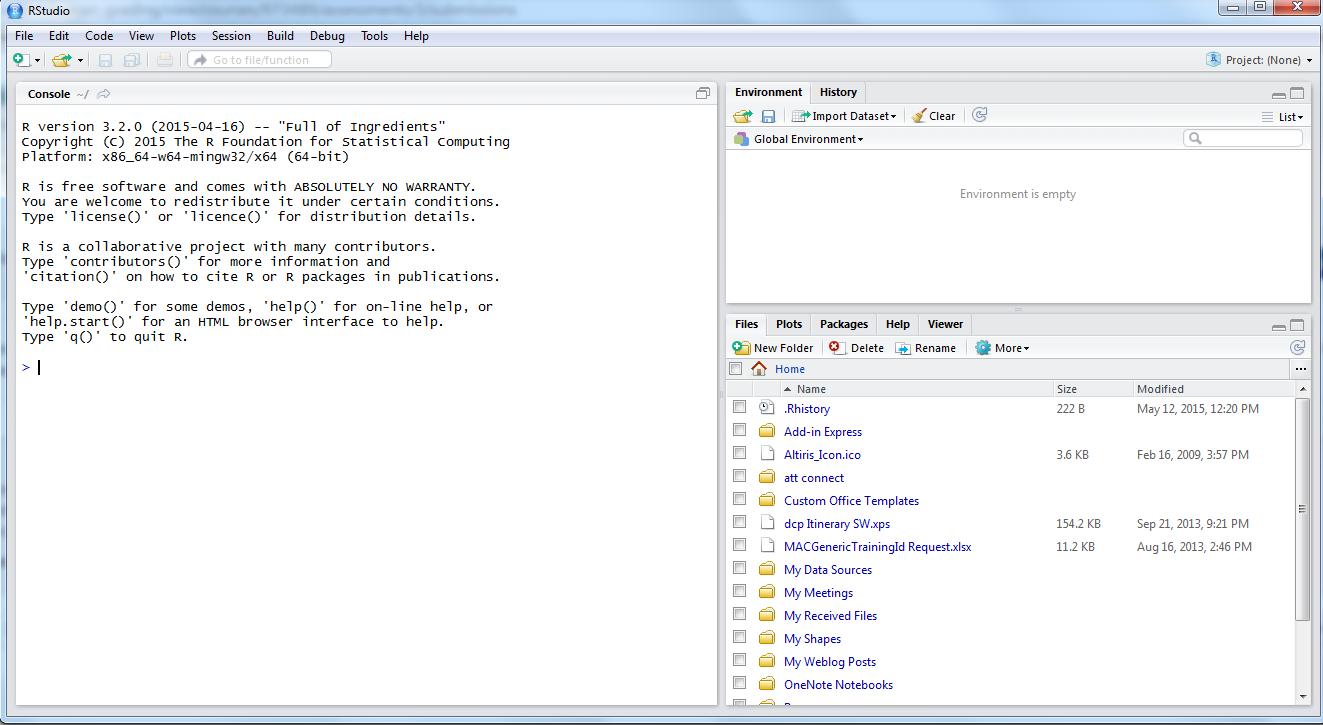 RStudio
File Edit Code View Plots Session Build Debug Tools Help
Go to file/function Project: (None)
Console ~/
R version 3.2.0 (2015-04-16) -- "Full of Ingredients"
Copyright (C) 2015 The R Foundation for Statistical Computing
Platform: x86_64-w64-mingw32/x64 (64-bit)
R is free software and comes with ABSOLUTELY NO WARRANTY.
You are welcome to redistribute it under certain conditions.
Type 'license()' or 'licence()' for distribution details.
R is a collaborative project with many contributors.
Type 'contributors()' for more information and
'citation()' on how to cite R or R packages in publications.
Type 'demo()' for some demos, 'help()' for on-line help, or
'help.start()' for an HTML browser interface to help.
Type 'q()' to quit R.
>
Environment History
Import Dataset Clear List
Global Environment
Environment is empty
Files Plots Packages Help Viewer
New Folder Delete Rename More
Home ...
Name Size Modified
.Rhistory 222 B May 12, 2015, 12:20 PM
Add-in Express
Altiris_Icon.ico 3.6 KB Feb 16, 2009, 3:57 PM
att connect
Custom Office Templates
dcp Itinerary SW.xps 154.2 KB Sep 21, 2013, 9:21 PM
MACGenericTrainingId Request.xlsx 11.2 KB Aug 16, 2013, 2:46 PM
My Data Sources
My Meetings
My Received Files
My Shapes
My Weblog Posts
OneNote Notebooks